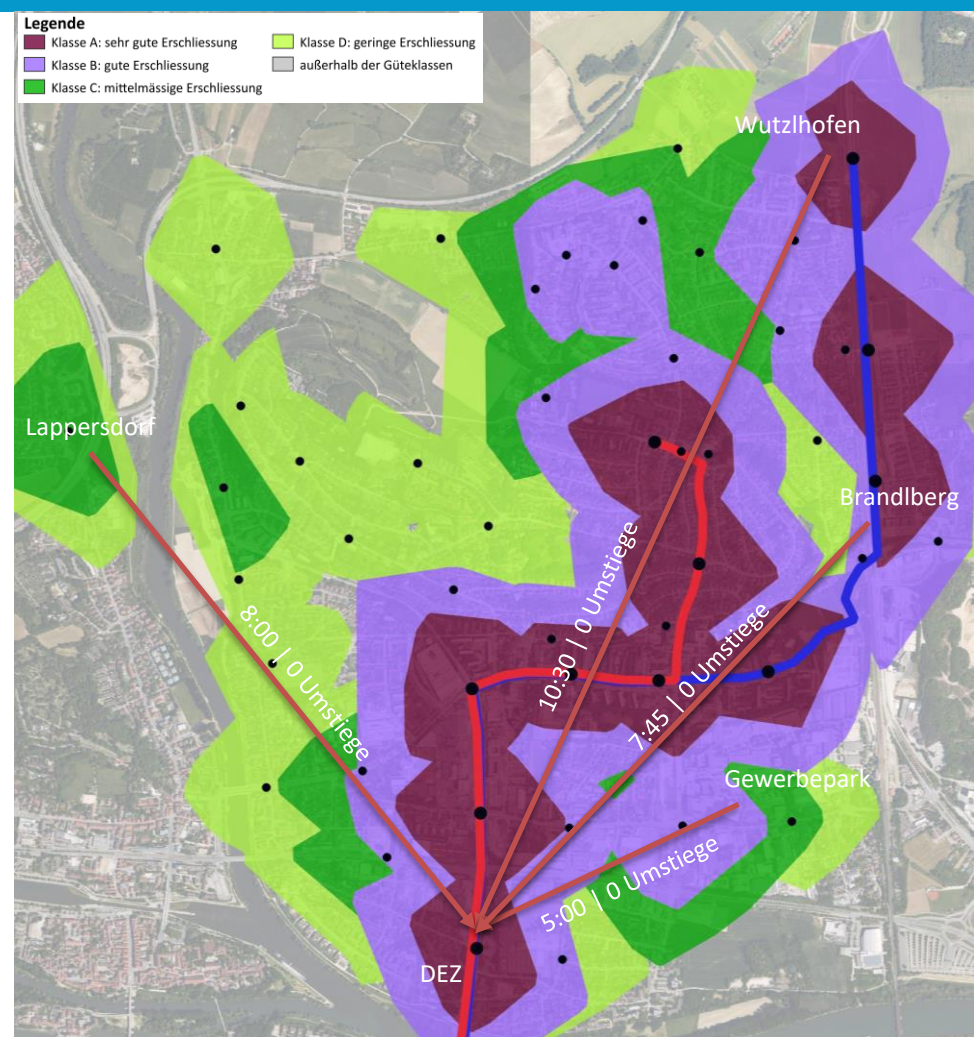 Legende
Klasse A: sehr gute Erschliessung
Klasse B: gute Erschliessung
Klasse C: mittelmässige Erschliessung
Klasse D: geringe Erschliessung
außerhalb der Güteklassen
Wutzlhofen
Lappersdorf
Brandlberg
8:00 | 0 Umstiege
10:30 | 0 Umstiege
7:45 | 0 Umstiege
Gewerbepark
5:00 | 0 Umstiege
DEZ